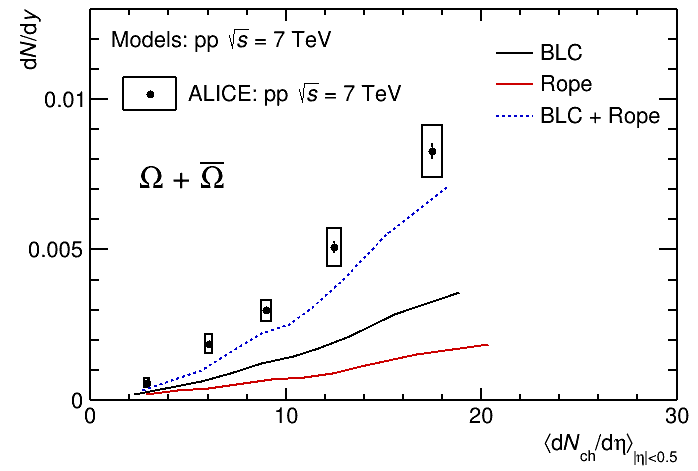 dN/dy
Models: pp √s = 7 TeV
ALICE: pp √s = 7 TeV
BLC
Rope
BLC + Rope
Ω + Ω̅
0.01
0.005
0
0 10 20 30
⟨dN_ch/dη⟩_|η|<0.5